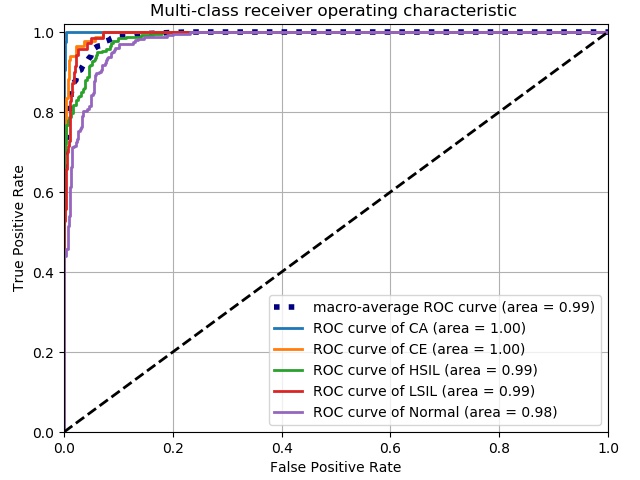 Multi-class receiver operating characteristic
True Positive Rate
1.0
0.8
0.6
0.4
0.2
0.0
macro-average ROC curve (area = 0.99)
ROC curve of CA (area = 1.00)
ROC curve of CE (area = 1.00)
ROC curve of HSIL (area = 0.99)
ROC curve of LSIL (area = 0.99)
ROC curve of Normal (area = 0.98)
0.0 0.2 0.4 0.6 0.8 1.0
False Positive Rate